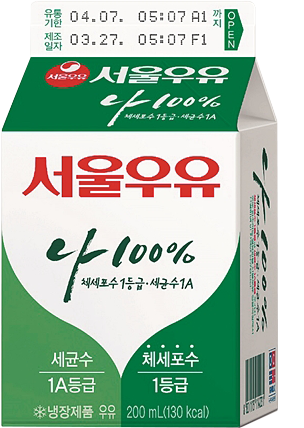 유통기한 04.07. 05:07 A1 까지
제조일자 03.27. 05:07 F1
OPEN
서울우유 서울우유
나100%
체세포수1등급·세균수1A
서울우유
나100%
체세포수1등급·세균수1A
세균수
1A등급
체세포수
1등급
냉장제품 우유 200 mL(130 kcal)
나100%